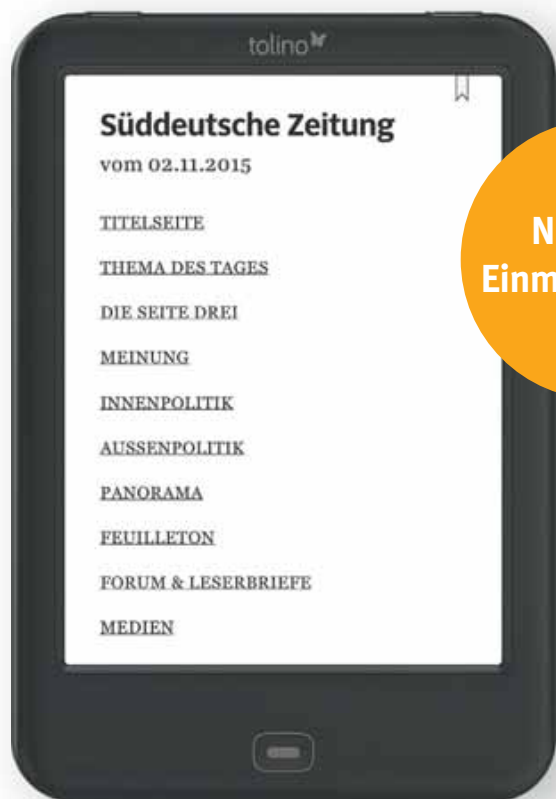 tolino
Süddeutsche Zeitung
vom 02.11.2015
TITELSEITE
THEMA DES TAGES
DIE SEITE DREI
MEINUNG
INNENPOLITIK
AUSSENPOLITIK
PANORAMA
FEUILLETON
FORUM & LESERBRIEFE
MEDIEN